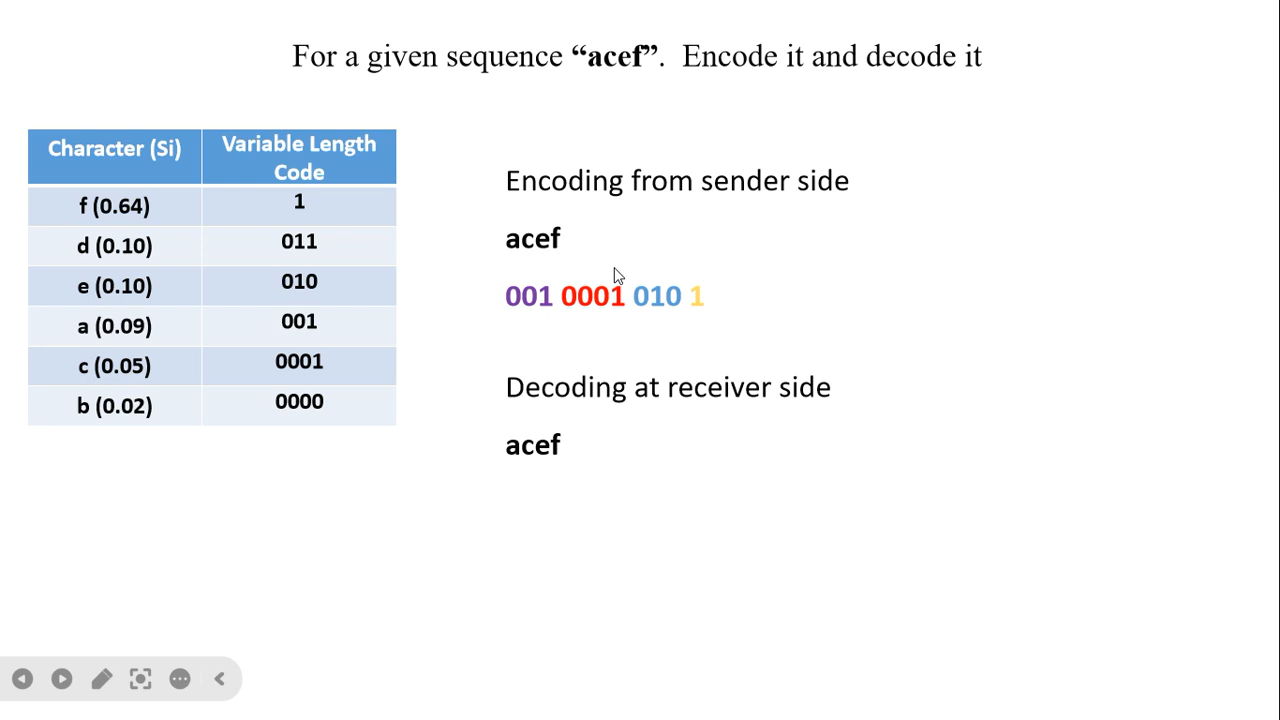 For a given sequence “acef”. Encode it and decode it
Character (Si) Variable Length Code
f (0.64) 1
d (0.10) 011
e (0.10) 010
a (0.09) 001
c (0.05) 0001
b (0.02) 0000
Encoding from sender side
acef
001 0001 010 1
Decoding at receiver side
acef